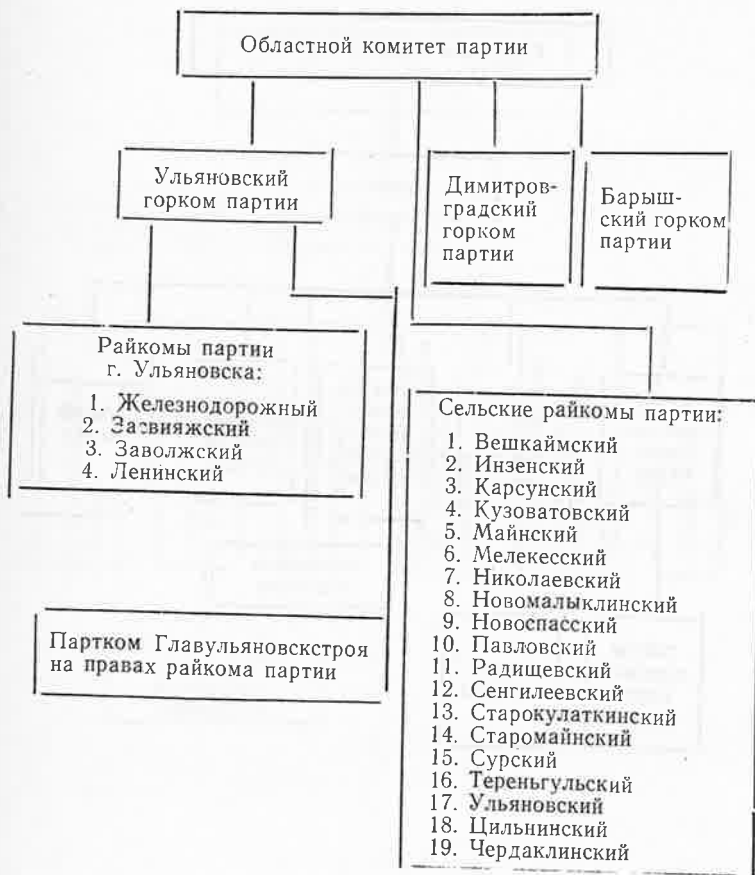 Областной комитет партии
Ульяновский
горком партии
Димитров-
градский
горком
партии
Барыш-
ский горком
партии
Райкомы партии
г. Ульяновска:
1. Железнодорожный
2. Засвияжский
3. Заволжский
4. Ленинский
Партком Главульяновскстроя
на правах райкома партии
Сельские райкомы партии:
1. Вешкаймский
2. Инзенский
3. Карсунский
4. Кузоватовский
5. Майнский
6. Мелекесский
7. Николаевский
8. Новомалыклинский
9. Новоспасский
10. Павловский
11. Радищевский
12. Сенгилеевский
13. Старокулаткинский
14. Старомайнский
15. Сурский
16. Тереньгульский
17. Ульяновский
18. Цильнинский
19. Чердаклинский